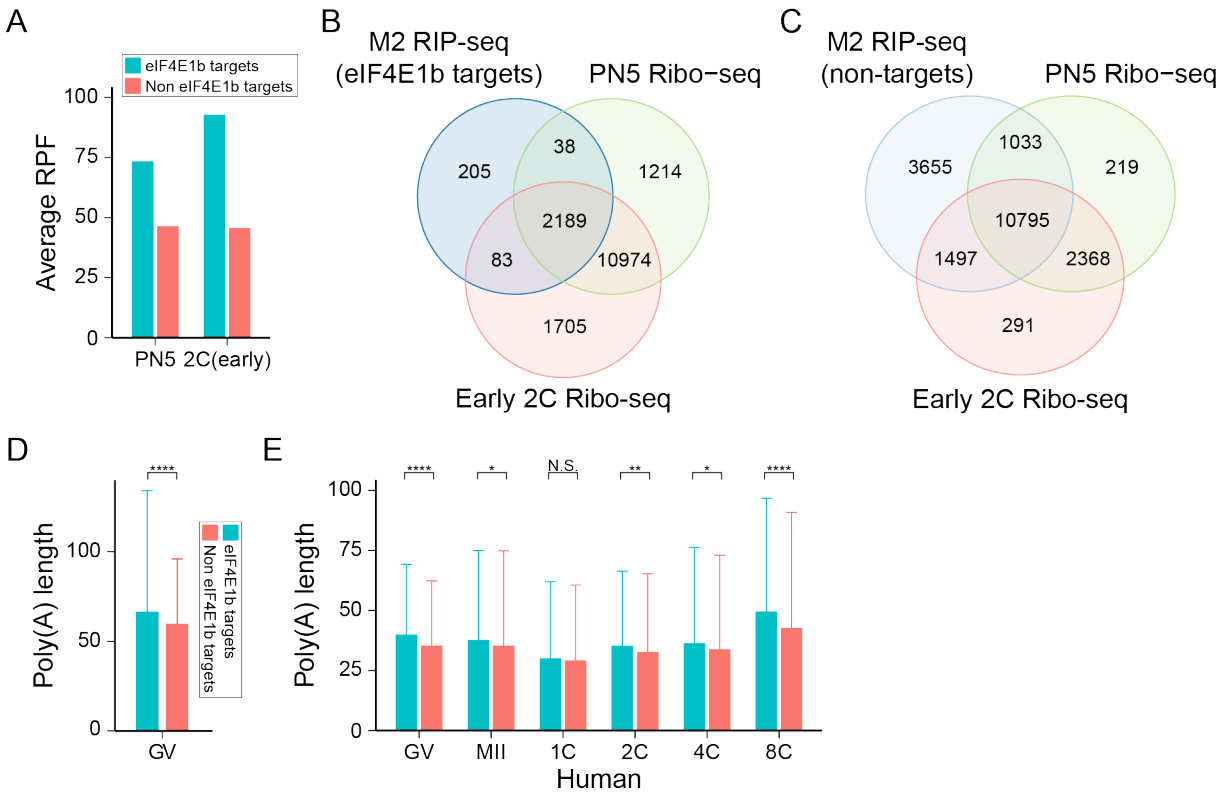 A
eIF4E1b targets
Non eIF4E1b targets
Average RPF
100
75
50
25
0
PN5 2C(early)
B
M2 RIP-seq
(eIF4E1b targets)
PN5 Ribo−seq
205
38
1214
2189
83
10974
1705
Early 2C Ribo-seq
C
M2 RIP-seq
(non-targets)
PN5 Ribo−seq
3655
1033
219
10795
1497
2368
291
Early 2C Ribo-seq
D
****
Poly(A) length
100
50
0
GV
eIF4E1b targets
Non eIF4E1b targets
E
**** * N.S. ** * ****
Poly(A) length
100
75
50
25
0
GV MII 1C 2C 4C 8C
Human